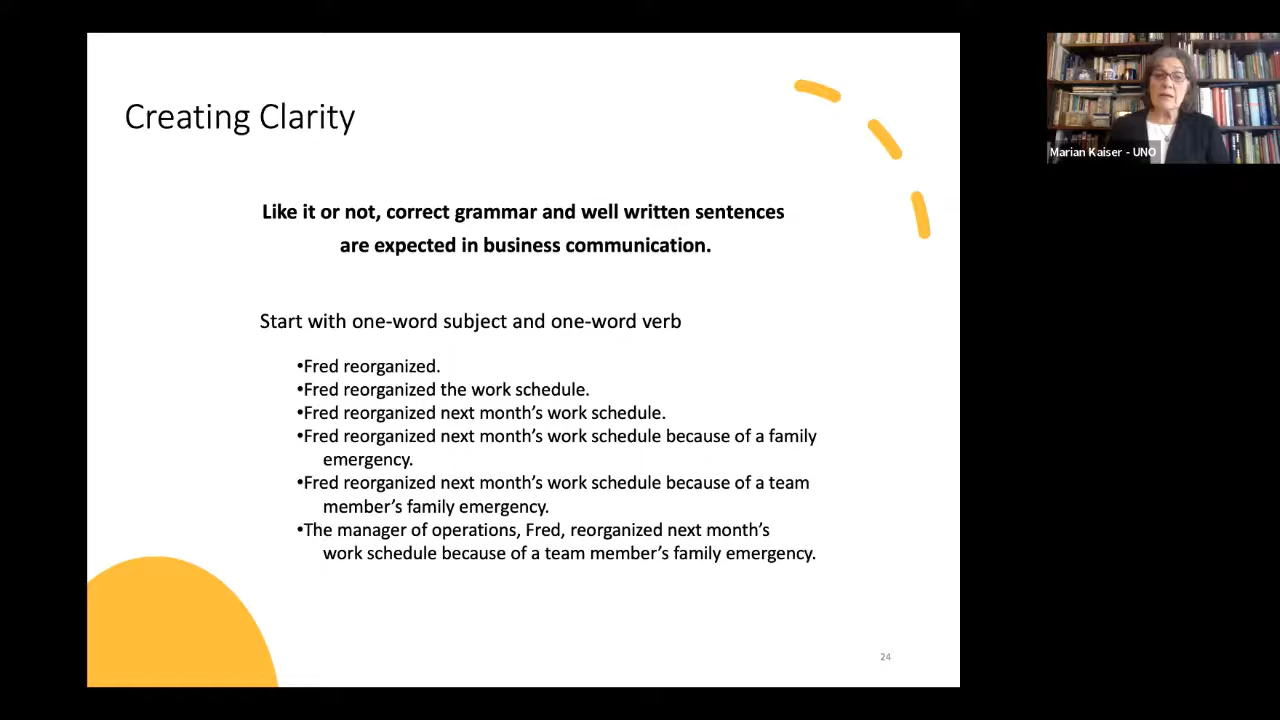 Creating Clarity
Marian Kaiser - UNO
Like it or not, correct grammar and well written sentences
are expected in business communication.
Start with one-word subject and one-word verb
•Fred reorganized.
•Fred reorganized the work schedule.
•Fred reorganized next month’s work schedule.
•Fred reorganized next month’s work schedule because of a family
emergency.
•Fred reorganized next month’s work schedule because of a team
member’s family emergency.
•The manager of operations, Fred, reorganized next month’s
work schedule because of a team member’s family emergency.
24